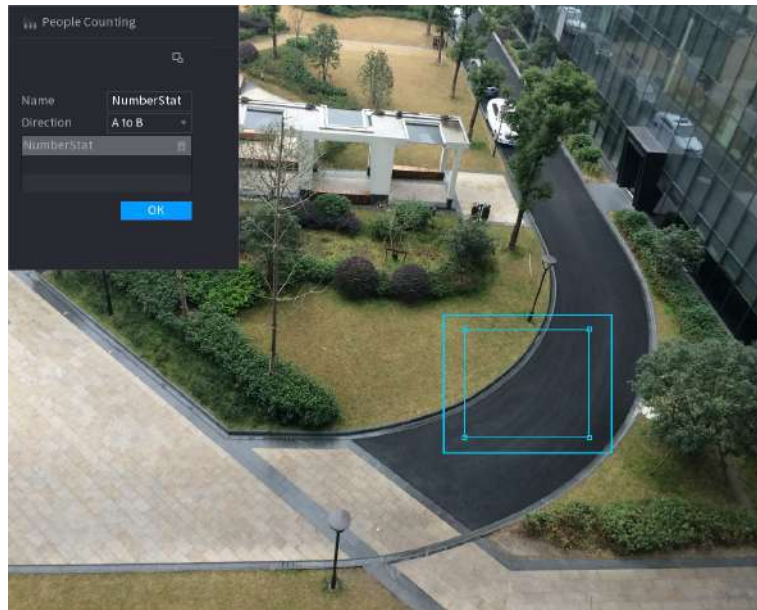 People Counting
Name NumberStat
Direction A to B
NumberStat
OK